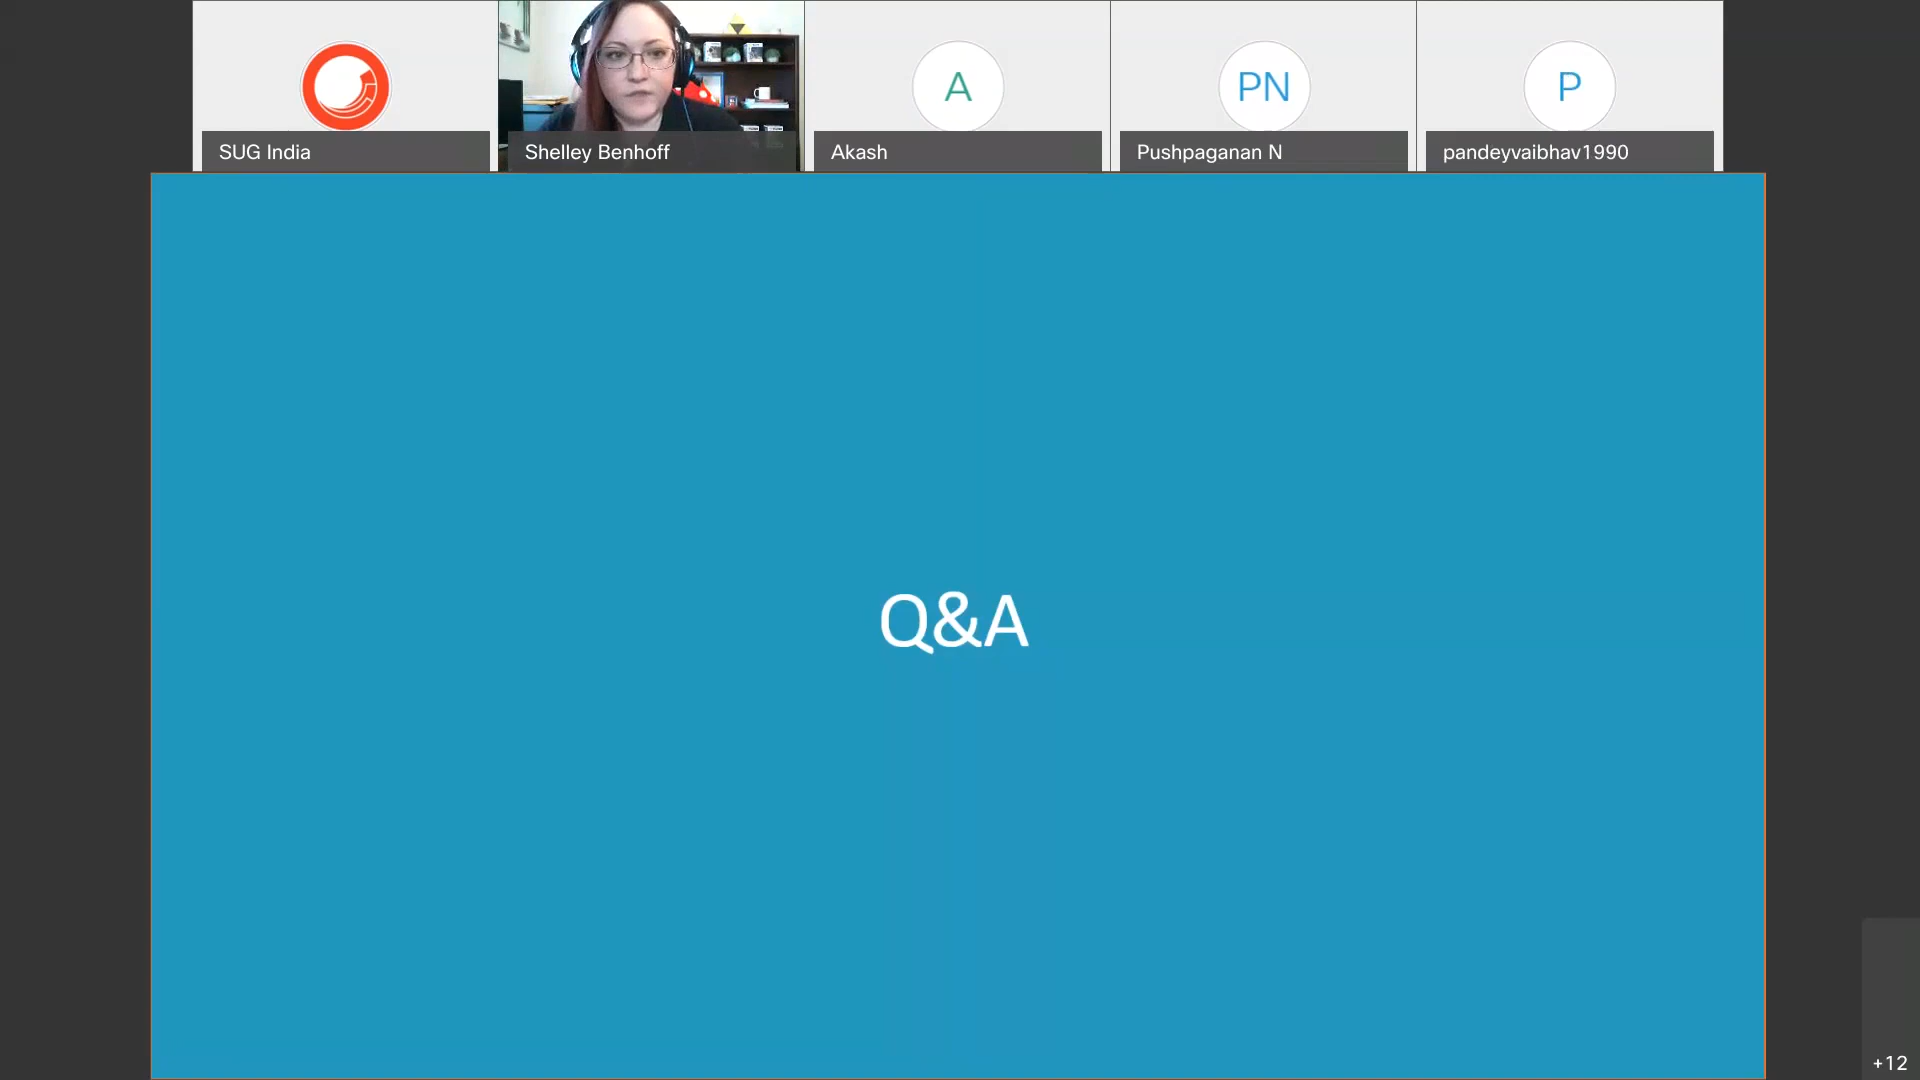 A
PN
P
SUG India
Shelley Benhoff
Akash
Pushpaganan N
pandeyvaibhav1990
Q&A
+12